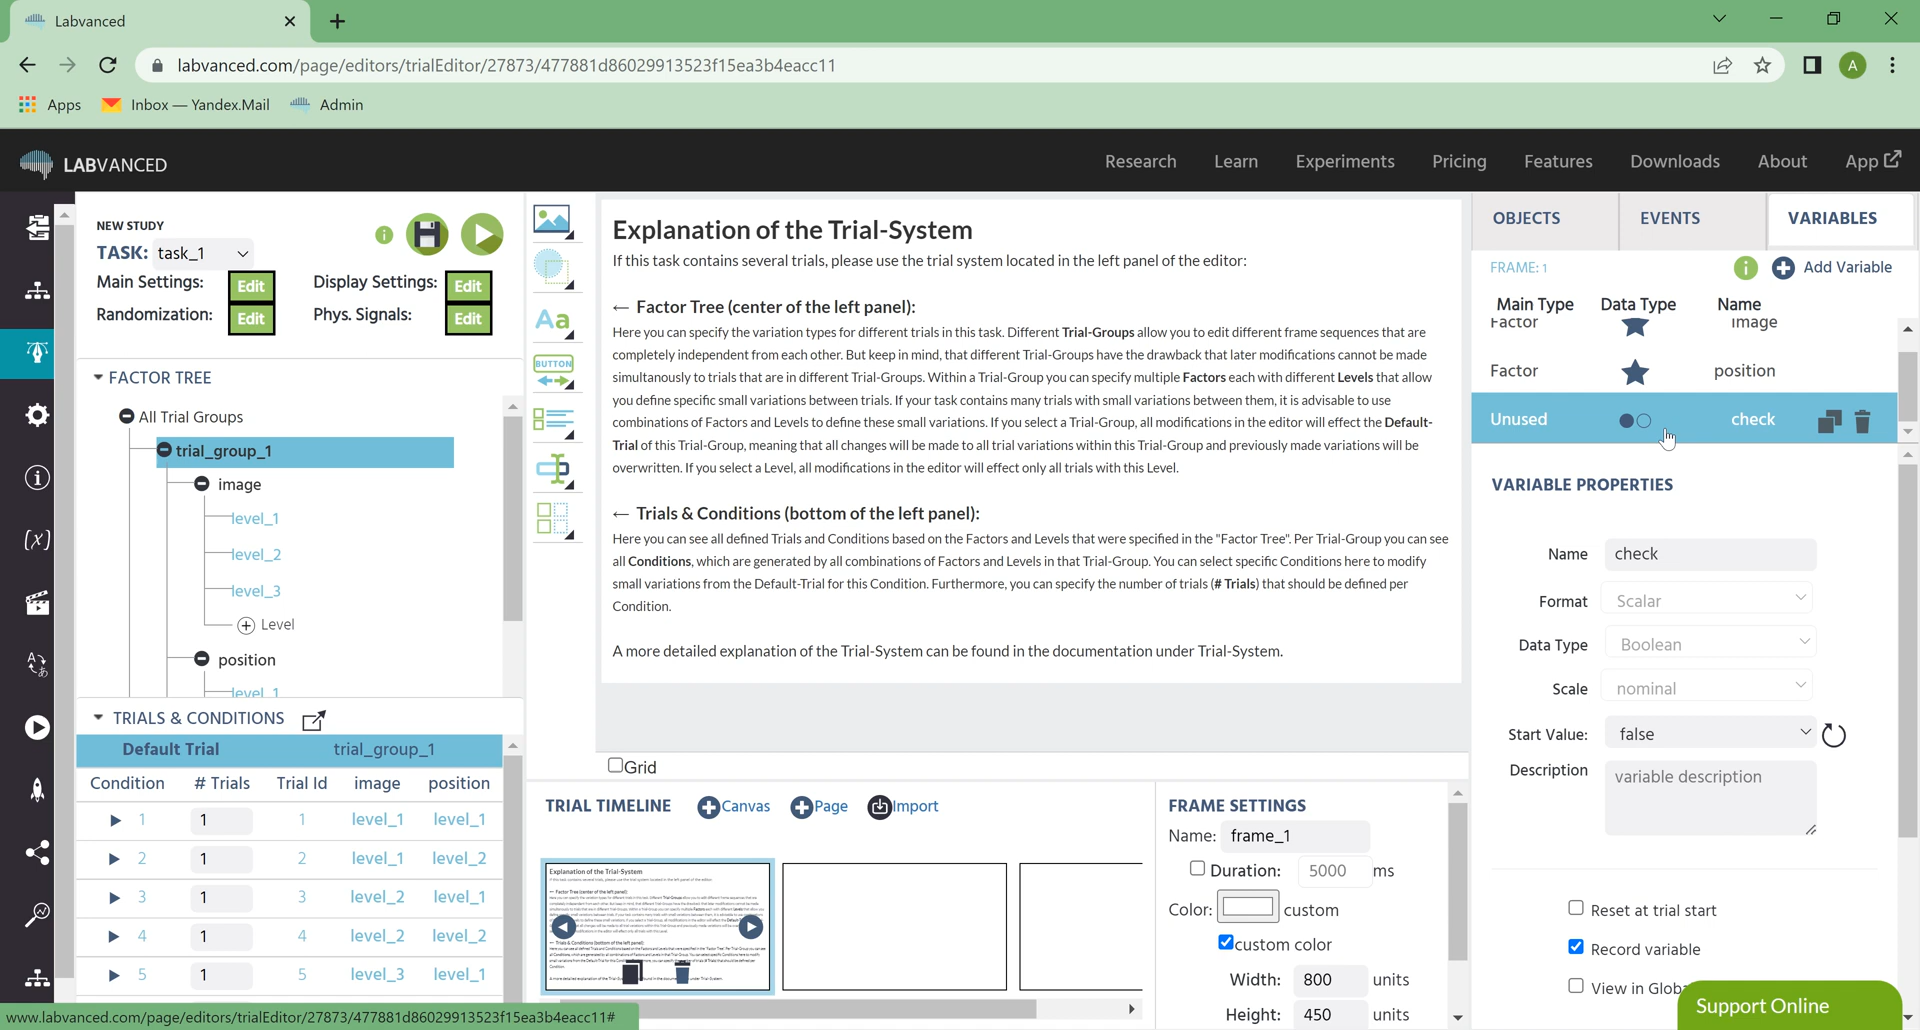 Labvanced
labvanced.com/page/editors/trialEditor/27873/477881d86029913523f15ea3b4eacc11
A
Apps
Inbox — Yandex.Mail
Admin
LABVANCED
Research
Learn
Experiments
Pricing
Features
Downloads
About
App
NEW STUDY
TASK: task_1
Main Settings: Edit
Display Settings: Edit
Randomization: Edit
Phys. Signals: Edit
FACTOR TREE
All Trial Groups
trial_group_1
image
level_1
level_2
level_3
Level
position
level_1
TRIALS & CONDITIONS
Default Trial trial_group_1
Condition # Trials Trial Id image position
1 1 1 level_1 level_1
2 1 2 level_1 level_2
3 1 3 level_2 level_1
4 1 4 level_2 level_2
5 1 5 level_3 level_1
www.labvanced.com/page/editors/trialEditor/27873/477881d86029913523f15ea3b4eacc11#
Aa
BUTTON
Explanation of the Trial-System
If this task contains several trials, please use the trial system located in the left panel of the editor:
← Factor Tree (center of the left panel):
Here you can specify the variation types for different trials in this task. Different Trial-Groups allow you to edit different frame sequences that are
completely independent from each other. But keep in mind, that different Trial-Groups have the drawback that later modifications cannot be made
simultanously to trials that are in different Trial-Groups. Within a Trial-Group you can specify multiple Factors each with different Levels that allow
you define specific small variations between trials. If your task contains many trials with small variations between them, it is advisable to use
combinations of Factors and Levels to define these small variations. If you select a Trial-Group, all modifications in the editor will effect the Default-
Trial of this Trial-Group, meaning that all changes will be made to all trial variations within this Trial-Group and previously made variations will be
overwritten. If you select a Level, all modifications in the editor will effect only all trials with this Level.
← Trials & Conditions (bottom of the left panel):
Here you can see all defined Trials and Conditions based on the Factors and Levels that were specified in the "Factor Tree". Per Trial-Group you can see
all Conditions, which are generated by all combinations of Factors and Levels in that Trial-Group. You can select specific Conditions here to modify
small variations from the Default-Trial for this Condition. Furthermore, you can specify the number of trials (# Trials) that should be defined per
Condition.
A more detailed explanation of the Trial-System can be found in the documentation under Trial-System.
Grid
TRIAL TIMELINE
Canvas
Page
Import
Explanation of the Trial-System
FRAME SETTINGS
Name: frame_1
Duration: 5000 ms
Color: custom
custom color
Width: 800 units
Height: 450 units
OBJECTS
EVENTS
VARIABLES
FRAME: 1
Add Variable
Main Type Data Type Name
Factor image
Factor position
Unused check
VARIABLE PROPERTIES
Name check
Format Scalar
Data Type Boolean
Scale nominal
Start Value: false
Description variable description
Reset at trial start
Record variable
View in Globa
Support Online